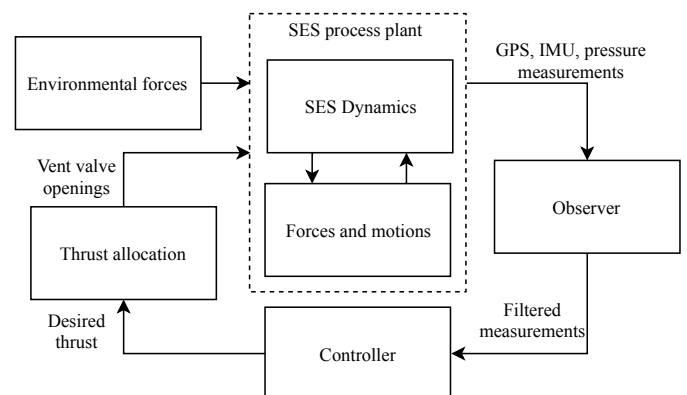 SES process plant
Environmental forces
SES Dynamics
GPS, IMU, pressure
measurements
Vent valve
openings
Forces and motions
Observer
Thrust allocation
Desired
thrust
Controller
Filtered
measurements